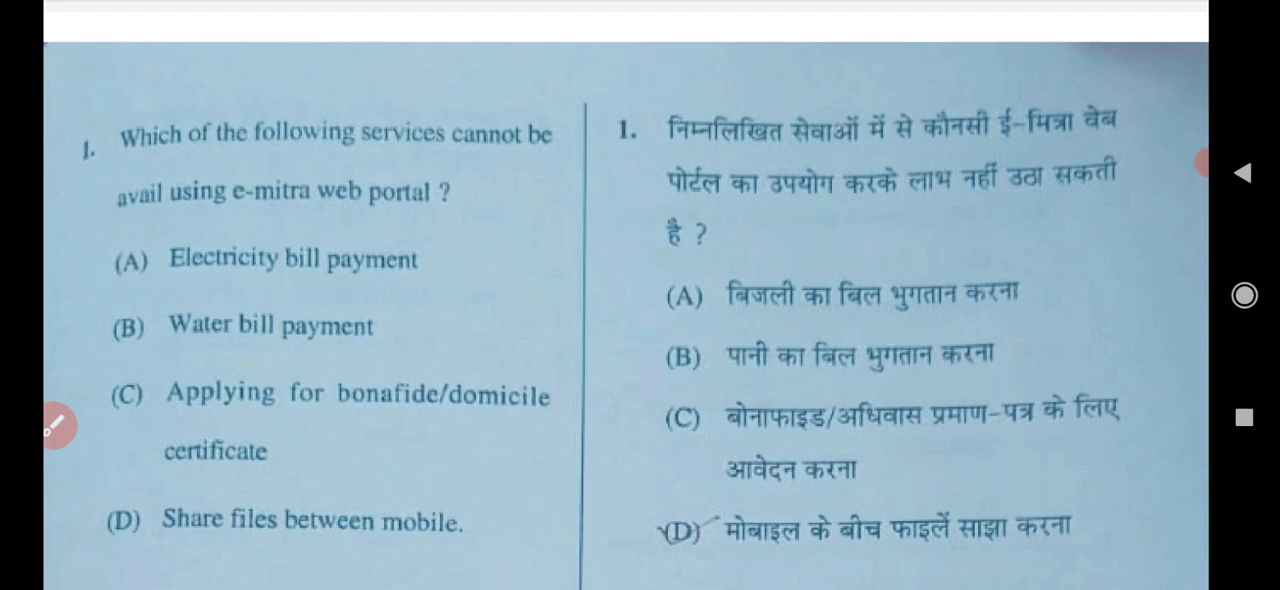 1. Which of the following services cannot be
avail using e-mitra web portal ?
(A) Electricity bill payment
(B) Water bill payment
(C) Applying for bonafide/domicile
certificate
(D) Share files between mobile.
1. निम्नलिखित सेवाओं में से कौनसी ई-मित्रा वेब
पोर्टल का उपयोग करके लाभ नहीं उठा सकती
है ?
(A) बिजली का बिल भुगतान करना
(B) पानी का बिल भुगतान करना
(C) बोनाफाइड/अधिवास प्रमाण-पत्र के लिए
आवेदन करना
(D) मोबाइल के बीच फाइलें साझा करना